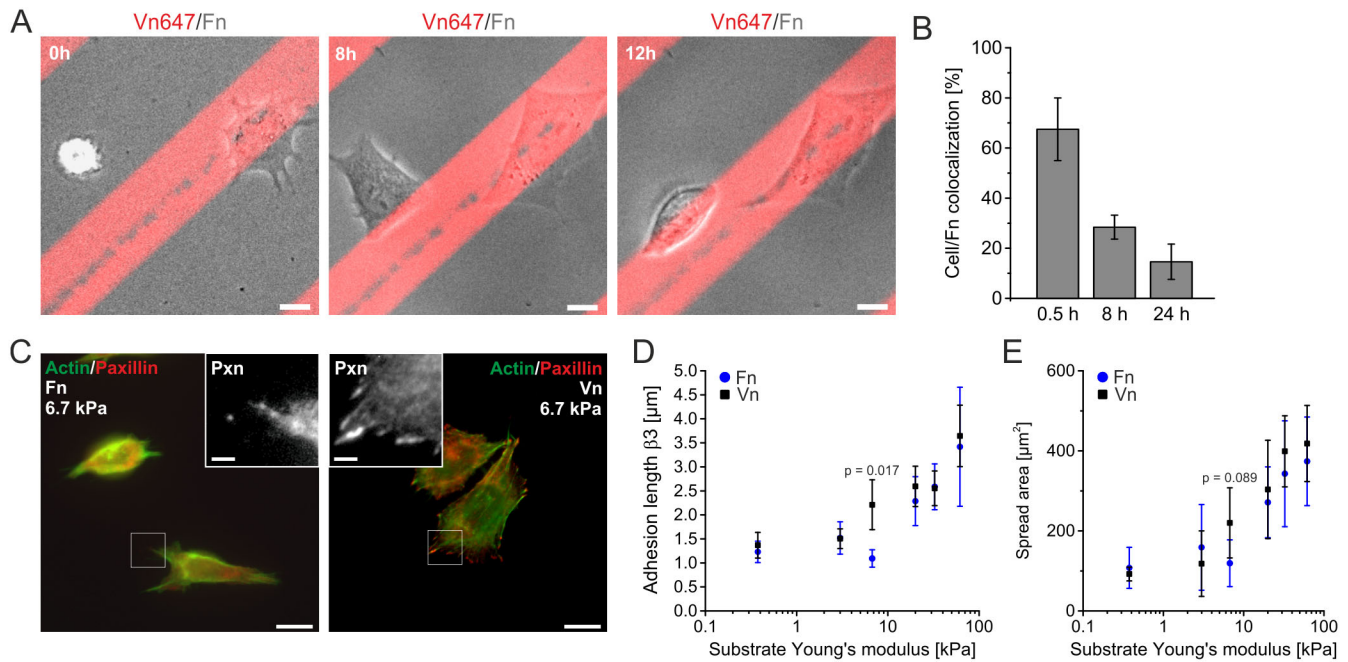 A
Vn647/Fn
Vn647/Fn
Vn647/Fn
0h
8h
12h
B
Cell/Fn colocalization [%]
100
80
60
40
20
0
0.5 h
8 h
24 h
C
Actin/Paxillin
Fn
6.7 kPa
Pxn
Pxn
Actin/Paxillin
Vn
6.7 kPa
D
Adhesion length β3 [µm]
5.0
4.5
4.0
3.5
3.0
2.5
2.0
1.5
1.0
0.5
0.0
Fn
Vn
p = 0.017
0.1
1
10
100
Substrate Young's modulus [kPa]
E
Spread area [µm²]
600
400
200
0
Fn
Vn
p = 0.089
0.1
1
10
100
Substrate Young's modulus [kPa]